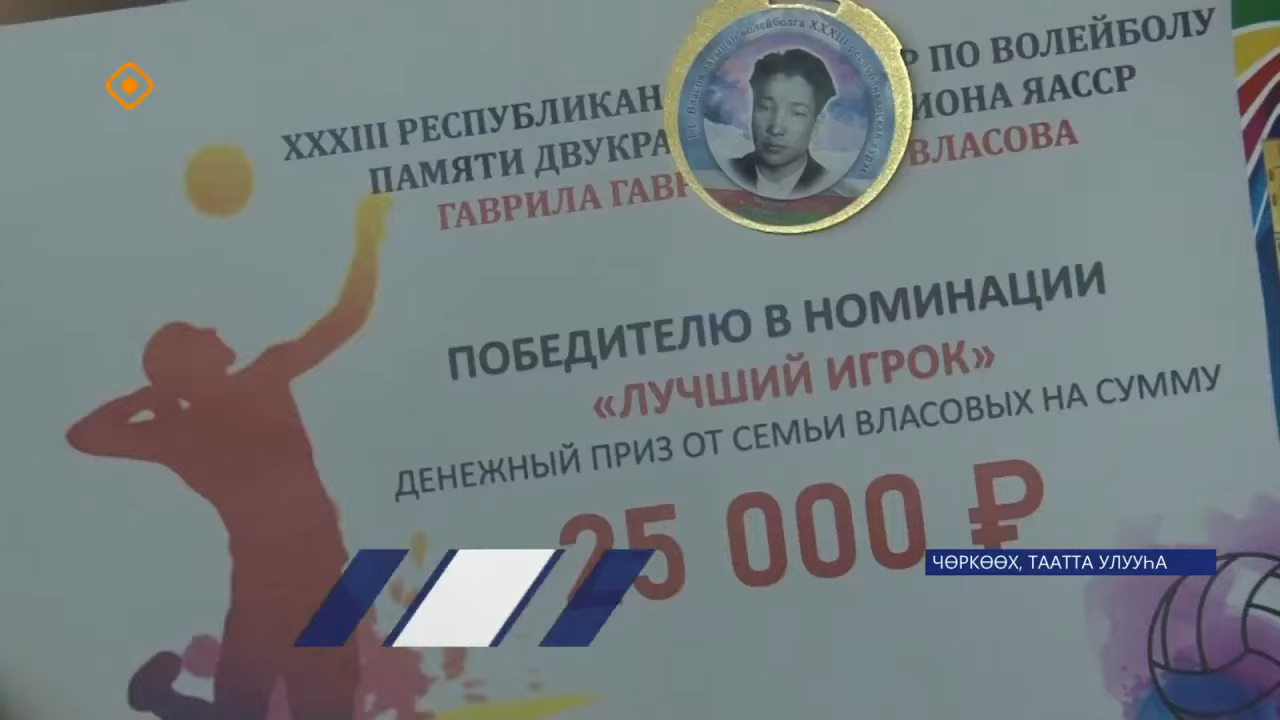 XXXIII РЕСПУБЛИКАН Р ПО ВОЛЕЙБОЛУ
ПАМЯТИ ДВУКРА ИОНА ЯАССР
ГАВРИЛА ГАВР ВЛАСОВА
ПОБЕДИТЕЛЮ В НОМИНАЦИИ
«ЛУЧШИЙ ИГРОК»
ДЕНЕЖНЫЙ ПРИЗ ОТ СЕМЬИ ВЛАСОВЫХ НА СУММУ
25 000 ₽
ЧӨРКӨӨХ, ТААТТА УЛУУҺА